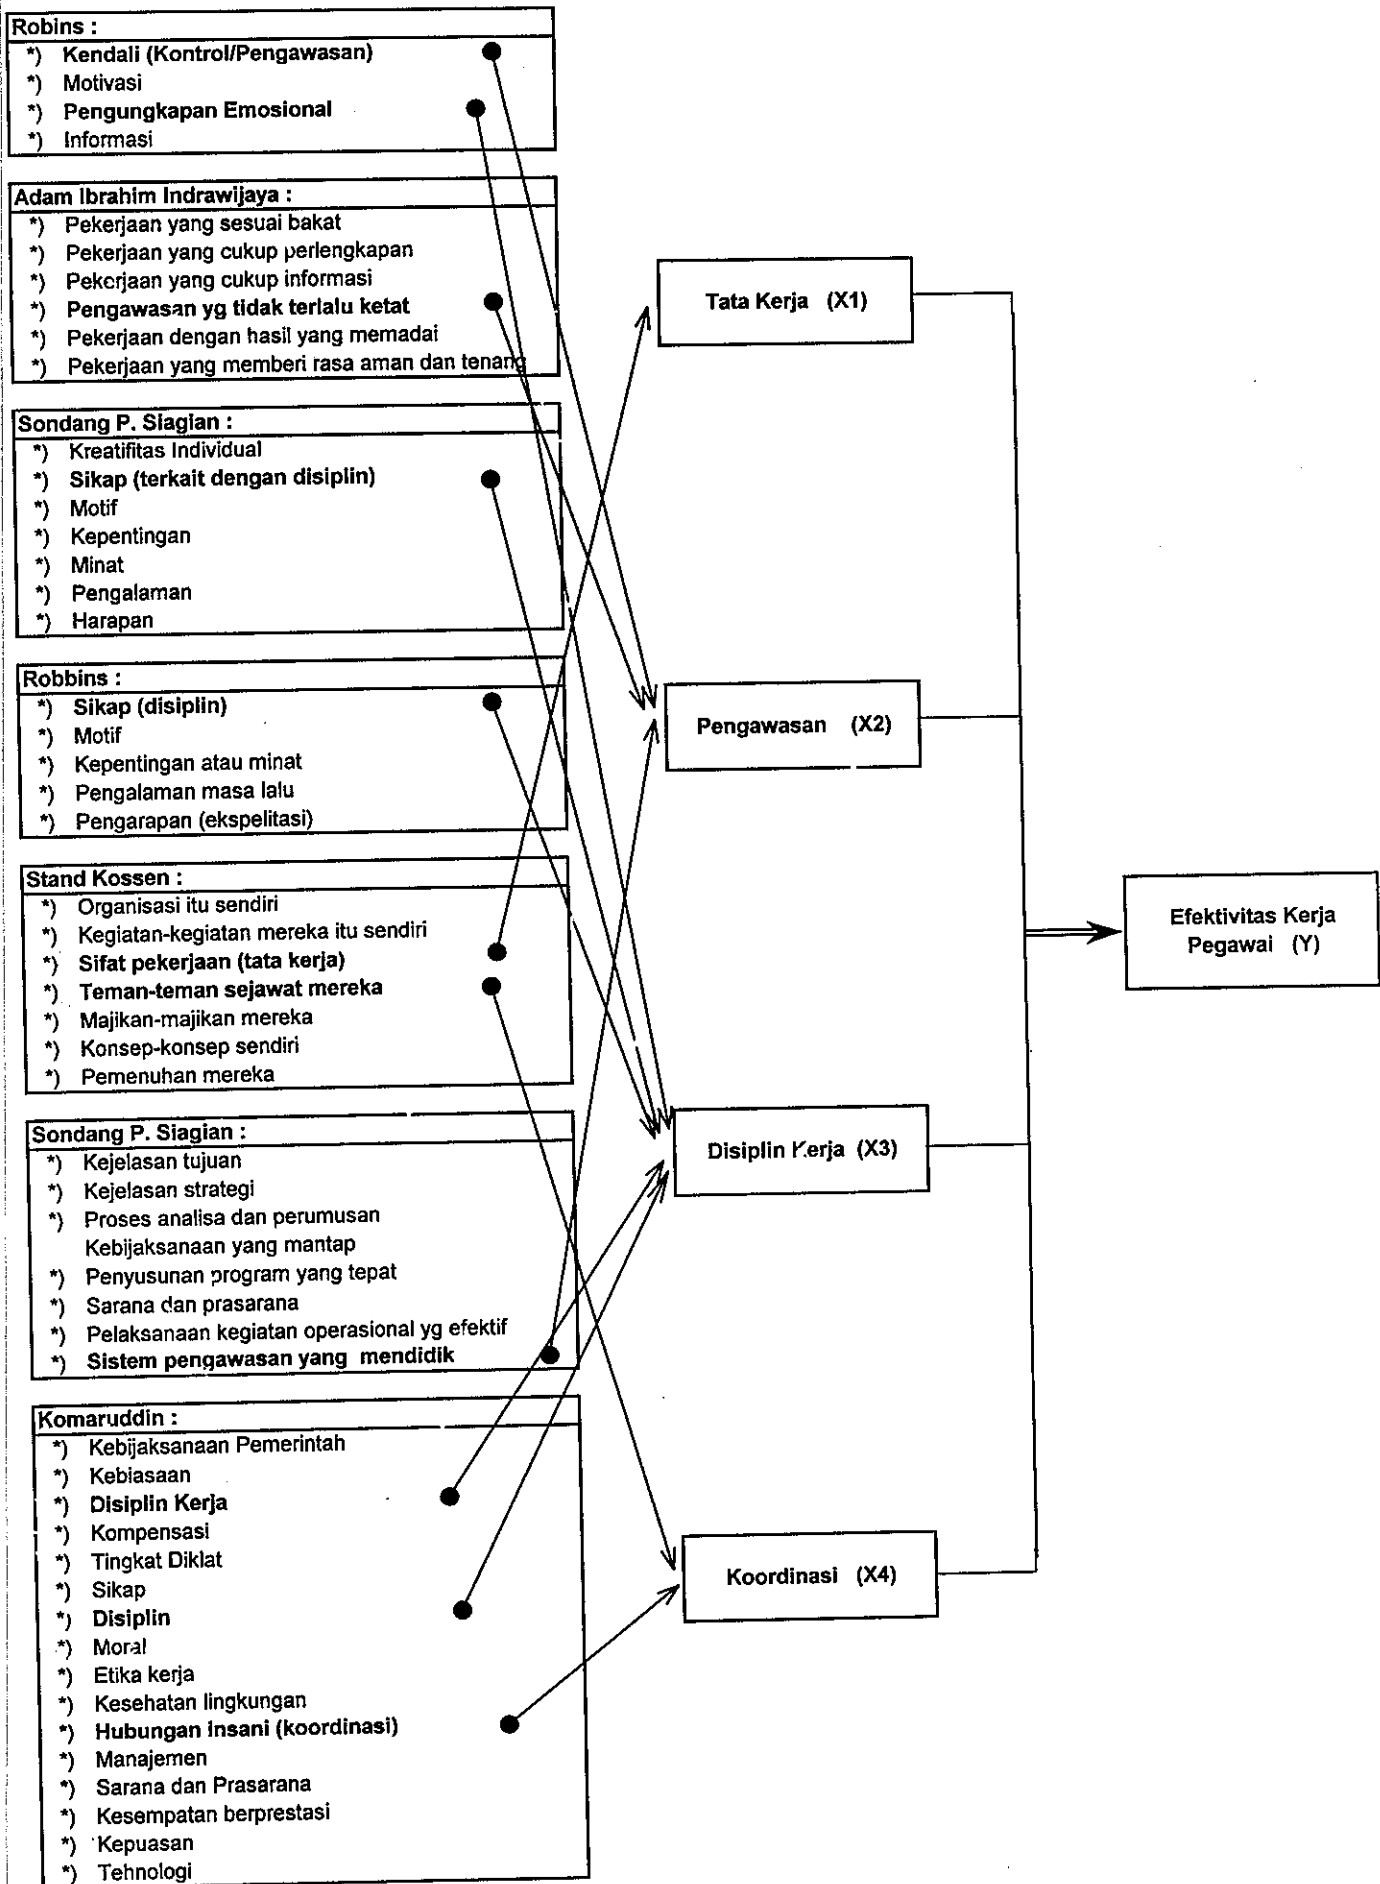 Robins :
*) Kendali (Kontrol/Pengawasan)
*) Motivasi
*) Pengungkapan Emosional
*) Informasi
Adam Ibrahim Indrawijaya :
*) Pekerjaan yang sesuai bakat
*) Pekerjaan yang cukup perlengkapan
*) Pekerjaan yang cukup informasi
*) Pengawasan yg tidak terlalu ketat
*) Pekerjaan dengan hasil yang memadai
*) Pekerjaan yang memberi rasa aman dan tenang
Sondang P. Siagian :
*) Kreatifitas Individual
*) Sikap (terkait dengan disiplin)
*) Motif
*) Kepentingan
*) Minat
*) Pengalaman
*) Harapan
Robbins :
*) Sikap (disiplin)
*) Motif
*) Kepentingan atau minat
*) Pengalaman masa lalu
*) Pengarapan (ekspelitasi)
Stand Kossen :
*) Organisasi itu sendiri
*) Kegiatan-kegiatan mereka itu sendiri
*) Sifat pekerjaan (tata kerja)
*) Teman-teman sejawat mereka
*) Majikan-majikan mereka
*) Konsep-konsep sendiri
*) Pemenuhan mereka
Sondang P. Siagian :
*) Kejelasan tujuan
*) Kejelasan strategi
*) Proses analisa dan perumusan
Kebijaksanaan yang mantap
*) Penyusunan program yang tepat
*) Sarana dan prasarana
*) Pelaksanaan kegiatan operasional yg efektif
*) Sistem pengawasan yang mendidik
Komaruddin :
*) Kebijaksanaan Pemerintah
*) Kebiasaan
*) Disiplin Kerja
*) Kompensasi
*) Tingkat Diklat
*) Sikap
*) Disiplin
*) Moral
*) Etika kerja
*) Kesehatan lingkungan
*) Hubungan Insani (koordinasi)
*) Manajemen
*) Sarana dan Prasarana
*) Kesempatan berprestasi
*) Kepuasan
*) Tehnologi
Tata Kerja (X1)
Pengawasan (X2)
Disiplin Kerja (X3)
Koordinasi (X4)
Efektivitas Kerja
Pegawai (Y)